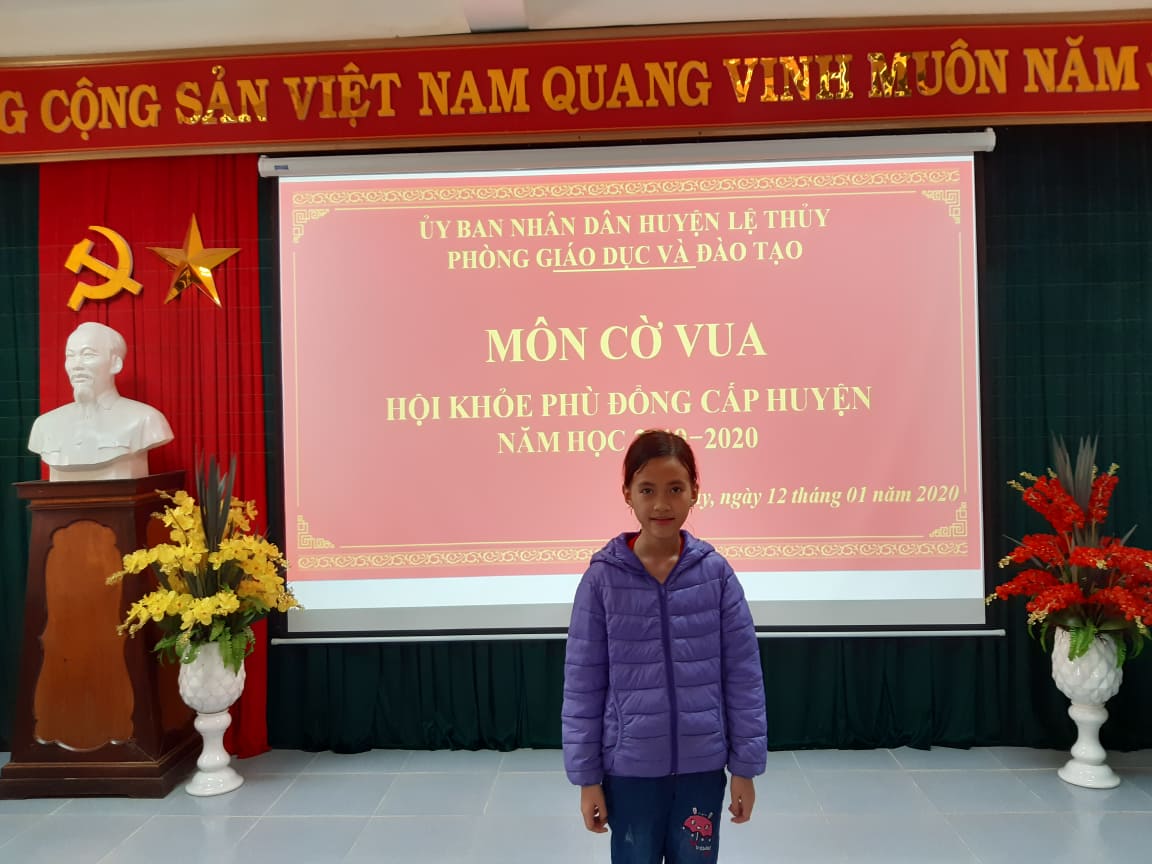 CỘNG SẢN VIỆT NAM QUANG VINH MUÔN NĂM
ỦY BAN NHÂN DÂN HUYỆN LỆ THỦY
PHÒNG GIÁO DỤC VÀ ĐÀO TẠO
MÔN CỜ VUA
HỘI KHỎE PHÙ ĐỔNG CẤP HUYỆN
NĂM HỌC 2019-2020
ngày 12 tháng 01 năm 2020